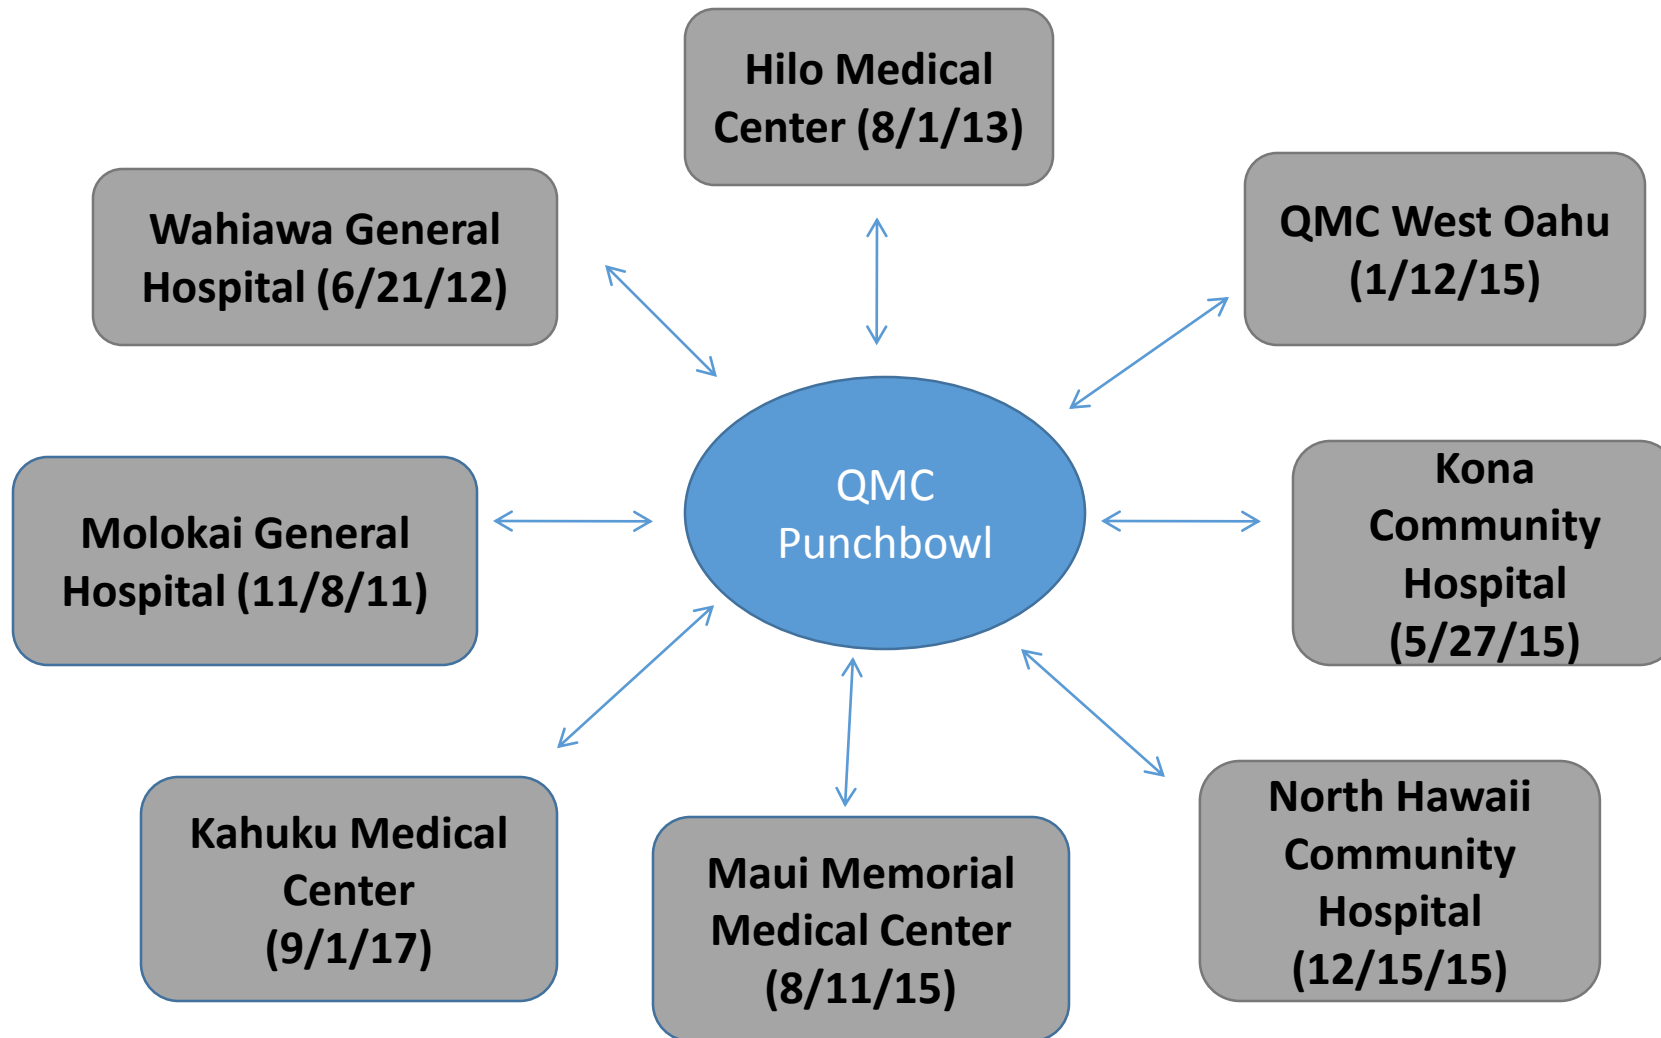 Hilo Medical
Center (8/1/13)
Wahiawa General
Hospital (6/21/12)
QMC West Oahu
(1/12/15)
QMC
Punchbowl
Molokai General
Hospital (11/8/11)
Kona
Community
Hospital
(5/27/15)
Kahuku Medical
Center
(9/1/17)
Maui Memorial
Medical Center
(8/11/15)
North Hawaii
Community
Hospital
(12/15/15)